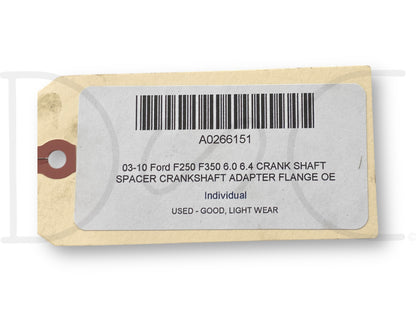 A0266151
03-10 Ford F250 F350 6.0 6.4 CRANK SHAFT
SPACER CRANKSHAFT ADAPTER FLANGE OE
Individual
USED - GOOD, LIGHT WEAR